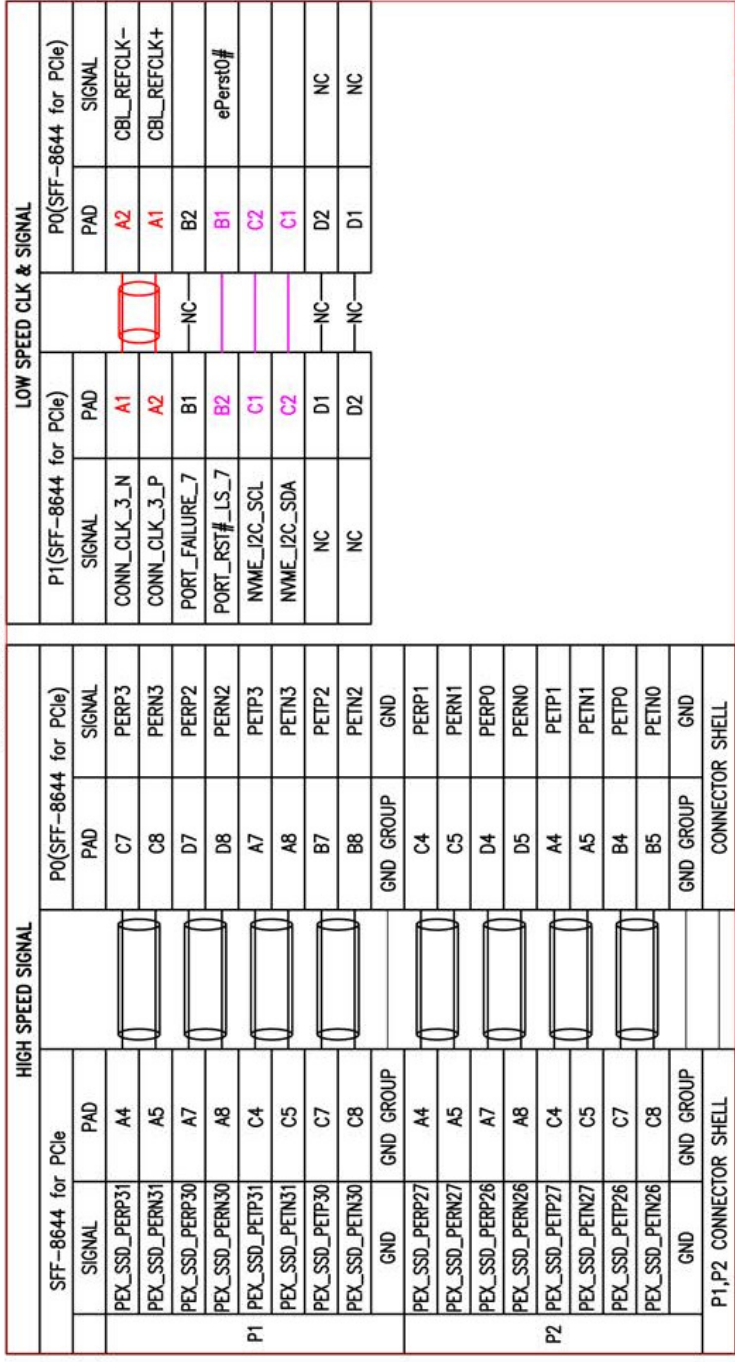 HIGH SPEED SIGNAL
SFF-8644 for PCIe P0(SFF-8644 for PCIe)
SIGNAL PAD PAD SIGNAL
P1
PEX_SSD_PERP31 A4 C7 PERP3
PEX_SSD_PERN31 A5 C8 PERN3
PEX_SSD_PERP30 A7 D7 PERP2
PEX_SSD_PERN30 A8 D8 PERN2
PEX_SSD_PETP31 C4 A7 PETP3
PEX_SSD_PETN31 C5 A8 PETN3
PEX_SSD_PETP30 C7 B7 PETP2
PEX_SSD_PETN30 C8 B8 PETN2
GND GND GROUP GND GROUP GND
P2
PEX_SSD_PERP27 A4 C4 PERP1
PEX_SSD_PERN27 A5 C5 PERN1
PEX_SSD_PERP26 A7 D4 PERP0
PEX_SSD_PERN26 A8 D5 PERN0
PEX_SSD_PETP27 C4 A4 PETP1
PEX_SSD_PETN27 C5 A5 PETN1
PEX_SSD_PETP26 C7 B4 PETP0
PEX_SSD_PETN26 C8 B5 PETN0
GND GND GROUP GND GROUP GND
P1,P2 CONNECTOR SHELL CONNECTOR SHELL
LOW SPEED CLK & SIGNAL
P1(SFF-8644 for PCIe) P0(SFF-8644 for PCIe)
SIGNAL PAD PAD SIGNAL
CONN_CLK_3_N A1 A2 CBL_REFCLK-
CONN_CLK_3_P A2 A1 CBL_REFCLK+
PORT_FAILURE_7 B1 NC B2
PORT_RST#_LS_7 B2 B1 ePerst0#
NVME_I2C_SCL C1 C2
NVME_I2C_SDA C2 C1
NC D1 NC D2 NC
NC D2 NC D1 NC